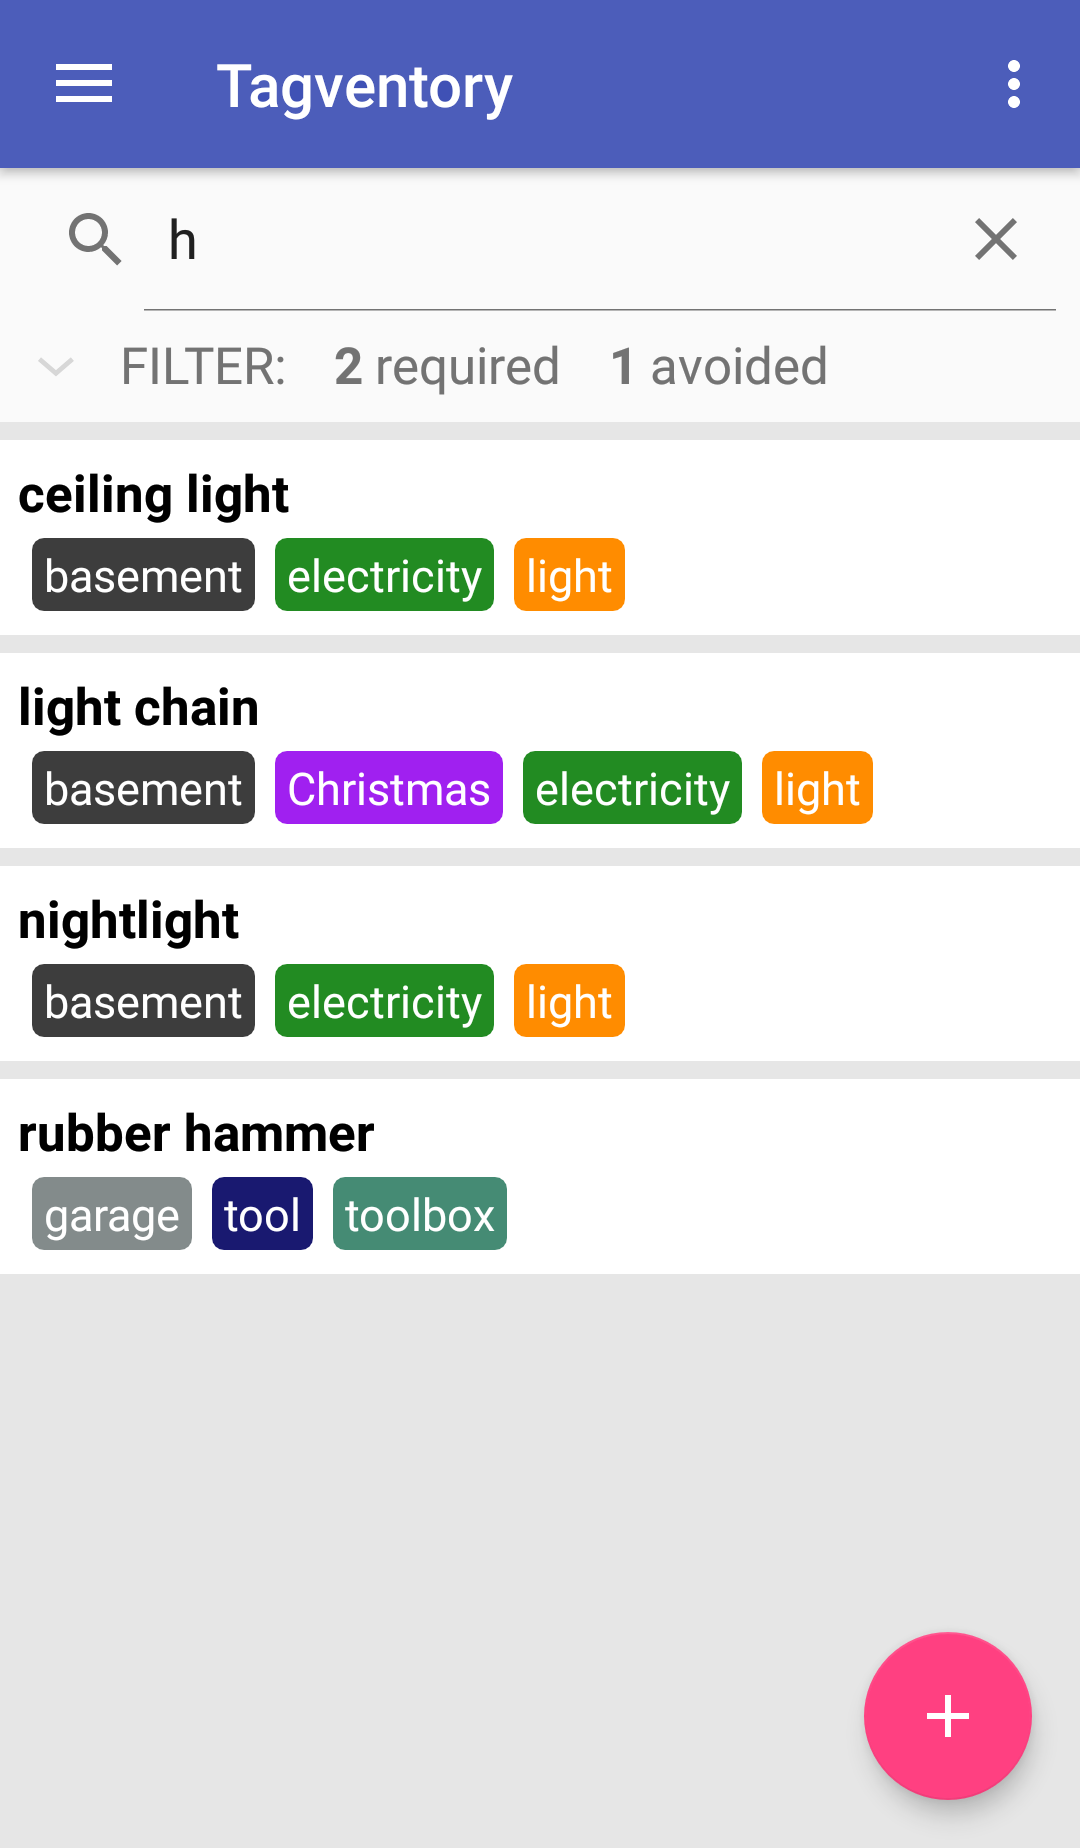 Tagventory
h
FILTER: 2 required 1 avoided
ceiling light
basement electricity light
light chain
basement Christmas electricity light
nightlight
basement electricity light
rubber hammer
garage tool toolbox